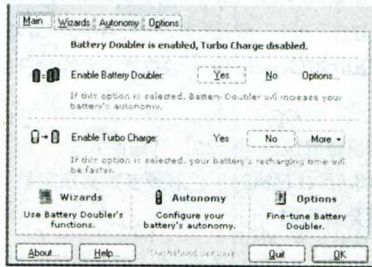 Main Wizards Autonomy Options
Battery Doubler is enabled, Turbo Charge disabled.
Enable Battery Doubler: Yes No Options...
If this option is selected, Battery Doubler will increase your
battery's autonomy.
Enable Turbo Charge: Yes No More
If this option is selected, your battery's recharging time will
be faster.
Wizards Autonomy Options
Use Battery Doubler's Configure your Fine-tune Battery
functions. battery's autonomy. Doubler.
About... Help... Quit OK